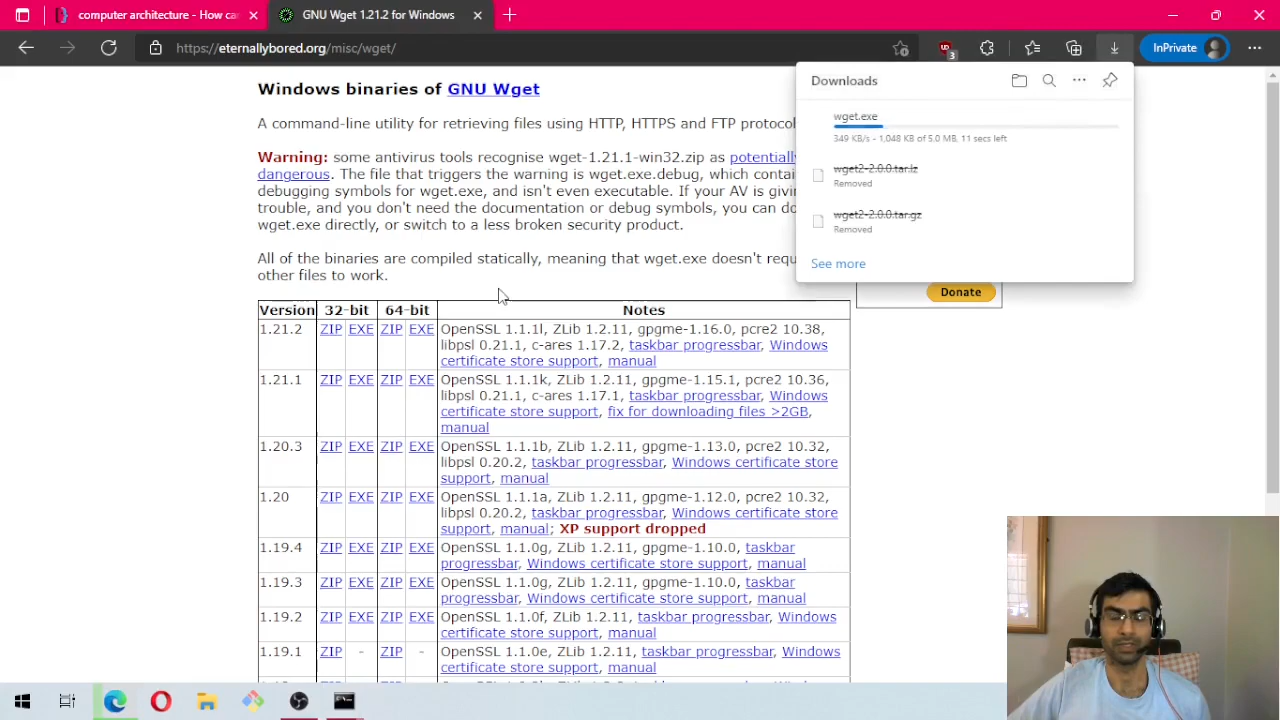 computer architecture - How can
GNU Wget 1.21.2 for Windows
https://eternallybored.org/misc/wget/
3
InPrivate
Windows binaries of GNU Wget
A command-line utility for retrieving files using HTTP, HTTPS and FTP protocol
Warning: some antivirus tools recognise wget-1.21.1-win32.zip as potentially
dangerous. The file that triggers the warning is wget.exe.debug, which contai
debugging symbols for wget.exe, and isn't even executable. If your AV is givin
trouble, and you don't need the documentation or debug symbols, you can do
wget.exe directly, or switch to a less broken security product.
All of the binaries are compiled statically, meaning that wget.exe doesn't requ
other files to work.
Downloads
wget.exe
349 KB/s - 1,048 KB of 5.0 MB, 11 secs left
wget2-2.0.0.tar.lz
Removed
wget2-2.0.0.tar.gz
Removed
See more
Donate
Version 32-bit 64-bit Notes
1.21.2 ZIP EXE ZIP EXE OpenSSL 1.1.1l, ZLib 1.2.11, gpgme-1.16.0, pcre2 10.38,
libpsl 0.21.1, c-ares 1.17.2, taskbar progressbar, Windows
certificate store support, manual
1.21.1 ZIP EXE ZIP EXE OpenSSL 1.1.1k, ZLib 1.2.11, gpgme-1.15.1, pcre2 10.36,
libpsl 0.21.1, c-ares 1.17.1, taskbar progressbar, Windows
certificate store support, fix for downloading files >2GB,
manual
1.20.3 ZIP EXE ZIP EXE OpenSSL 1.1.1b, ZLib 1.2.11, gpgme-1.13.0, pcre2 10.32,
libpsl 0.20.2, taskbar progressbar, Windows certificate store
support, manual
1.20 ZIP EXE ZIP EXE OpenSSL 1.1.1a, ZLib 1.2.11, gpgme-1.12.0, pcre2 10.32,
libpsl 0.20.2, taskbar progressbar, Windows certificate store
support, manual; XP support dropped
1.19.4 ZIP EXE ZIP EXE OpenSSL 1.1.0g, ZLib 1.2.11, gpgme-1.10.0, taskbar
progressbar, Windows certificate store support, manual
1.19.3 ZIP EXE ZIP EXE OpenSSL 1.1.0g, ZLib 1.2.11, gpgme-1.10.0, taskbar
progressbar, Windows certificate store support, manual
1.19.2 ZIP EXE ZIP EXE OpenSSL 1.1.0f, ZLib 1.2.11, taskbar progressbar, Windows
certificate store support, manual
1.19.1 ZIP - ZIP - OpenSSL 1.1.0e, ZLib 1.2.11, taskbar progressbar, Windows
certificate store support, manual